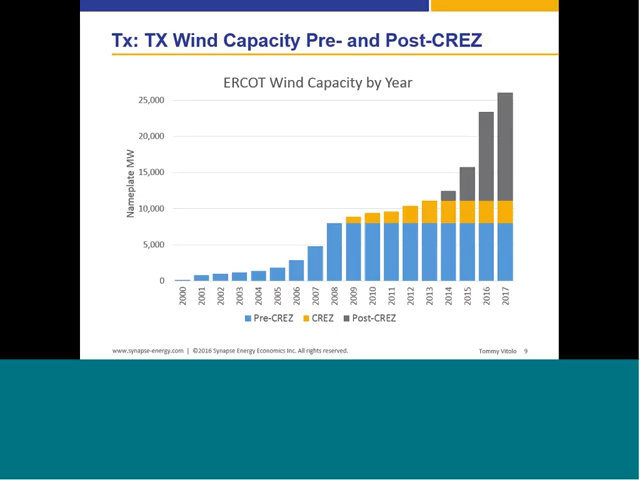 Tx: TX Wind Capacity Pre- and Post-CREZ
ERCOT Wind Capacity by Year
Nameplate MW
25,000
20,000
15,000
10,000
5,000
0
2000 2001 2002 2003 2004 2005 2006 2007 2008 2009 2010 2011 2012 2013 2014 2015 2016 2017
Pre-CREZ CREZ Post-CREZ
www.synapse-energy.com | ©2016 Synapse Energy Economics Inc. All rights reserved. Tommy Vitolo 9